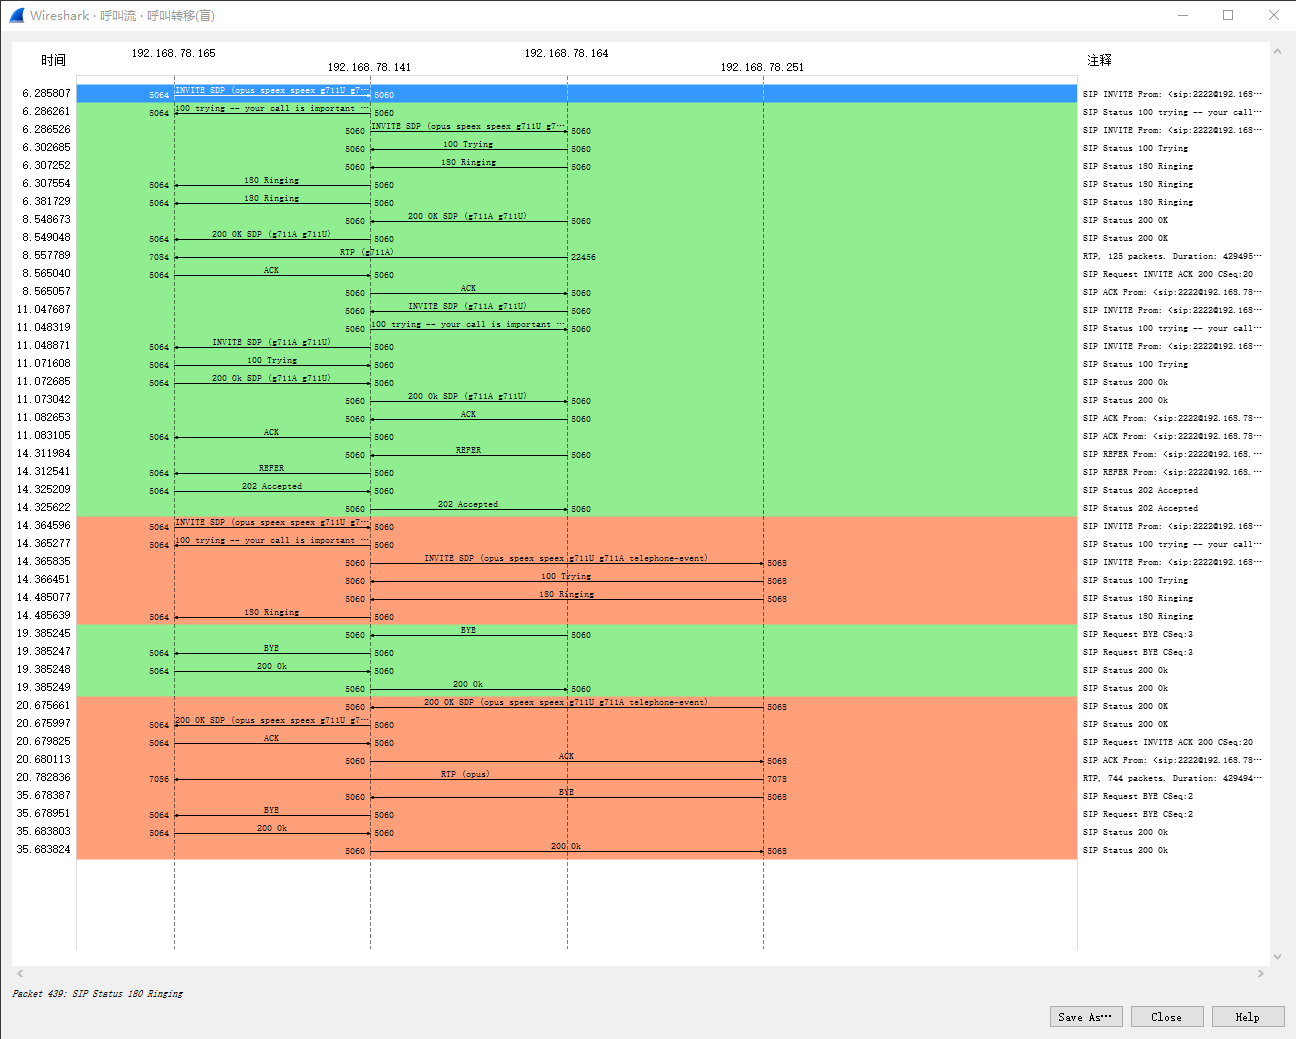 Wireshark · 呼叫流 · 呼叫转移(盲)
时间 192.168.78.165 192.168.78.141 192.168.78.164 192.168.78.251 注释
6.285807 5064 INVITE SDP (opus speex speex g711U g7… 5060 SIP INVITE From: <sip:2222@192.168…
6.286261 5064 100 trying -- your call is important … 5060 SIP Status 100 trying -- your call…
6.286526 5060 INVITE SDP (opus speex speex g711U g7… 5060 SIP INVITE From: <sip:2222@192.168…
6.302685 5060 100 Trying 5060 SIP Status 100 Trying
6.307252 5060 180 Ringing 5060 SIP Status 180 Ringing
6.307554 5064 180 Ringing 5060 SIP Status 180 Ringing
6.381729 5064 180 Ringing 5060 SIP Status 180 Ringing
8.548673 5060 200 OK SDP (g711A g711U) 5060 SIP Status 200 OK
8.549048 5064 200 OK SDP (g711A g711U) 5060 SIP Status 200 OK
8.557789 7084 RTP (g711A) 22456 RTP, 125 packets. Duration: 429495…
8.565040 5064 ACK 5060 SIP Request INVITE ACK 200 CSeq:20
8.565057 5060 ACK 5060 SIP ACK From: <sip:2222@192.168.78…
11.047687 5060 INVITE SDP (g711A g711U) 5060 SIP INVITE From: <sip:2222@192.168…
11.048319 5060 100 trying -- your call is important … 5060 SIP Status 100 trying -- your call…
11.048871 5064 INVITE SDP (g711A g711U) 5060 SIP INVITE From: <sip:2222@192.168…
11.071608 5064 100 Trying 5060 SIP Status 100 Trying
11.072685 5064 200 Ok SDP (g711A g711U) 5060 SIP Status 200 Ok
11.073042 5060 200 Ok SDP (g711A g711U) 5060 SIP Status 200 Ok
11.082653 5060 ACK 5060 SIP ACK From: <sip:2222@192.168.78…
11.083105 5064 ACK 5060 SIP ACK From: <sip:2222@192.168.78…
14.311984 5060 REFER 5060 SIP REFER From: <sip:2222@192.168.…
14.312541 5064 REFER 5060 SIP REFER From: <sip:2222@192.168.…
14.325209 5064 202 Accepted 5060 SIP Status 202 Accepted
14.325622 5060 202 Accepted 5060 SIP Status 202 Accepted
14.364596 5064 INVITE SDP (opus speex speex g711U g7… 5060 SIP INVITE From: <sip:2222@192.168…
14.365277 5064 100 trying -- your call is important … 5060 SIP Status 100 trying -- your call…
14.365835 5060 INVITE SDP (opus speex speex g711U g711A telephone-event) 5068 SIP INVITE From: <sip:2222@192.168…
14.366451 5060 100 Trying 5068 SIP Status 100 Trying
14.485077 5060 180 Ringing 5068 SIP Status 180 Ringing
14.485639 5064 180 Ringing 5060 SIP Status 180 Ringing
19.385245 5060 BYE 5060 SIP Request BYE CSeq:3
19.385247 5064 BYE 5060 SIP Request BYE CSeq:3
19.385248 5064 200 Ok 5060 SIP Status 200 Ok
19.385249 5060 200 Ok 5060 SIP Status 200 Ok
20.675661 5060 200 OK SDP (opus speex speex g711U g711A telephone-event) 5068 SIP Status 200 OK
20.675997 5064 200 OK SDP (opus speex speex g711U g7… 5060 SIP Status 200 OK
20.679825 5064 ACK 5060 SIP Request INVITE ACK 200 CSeq:20
20.680113 5060 ACK 5068 SIP ACK From: <sip:2222@192.168.78…
20.782836 7086 RTP (opus) 7078 RTP, 744 packets. Duration: 429494…
35.678387 5060 BYE 5068 SIP Request BYE CSeq:2
35.678951 5064 BYE 5060 SIP Request BYE CSeq:2
35.683803 5064 200 Ok 5060 SIP Status 200 Ok
35.683824 5060 200 Ok 5068 SIP Status 200 Ok
Packet 439: SIP Status 180 Ringing
Save As… Close Help